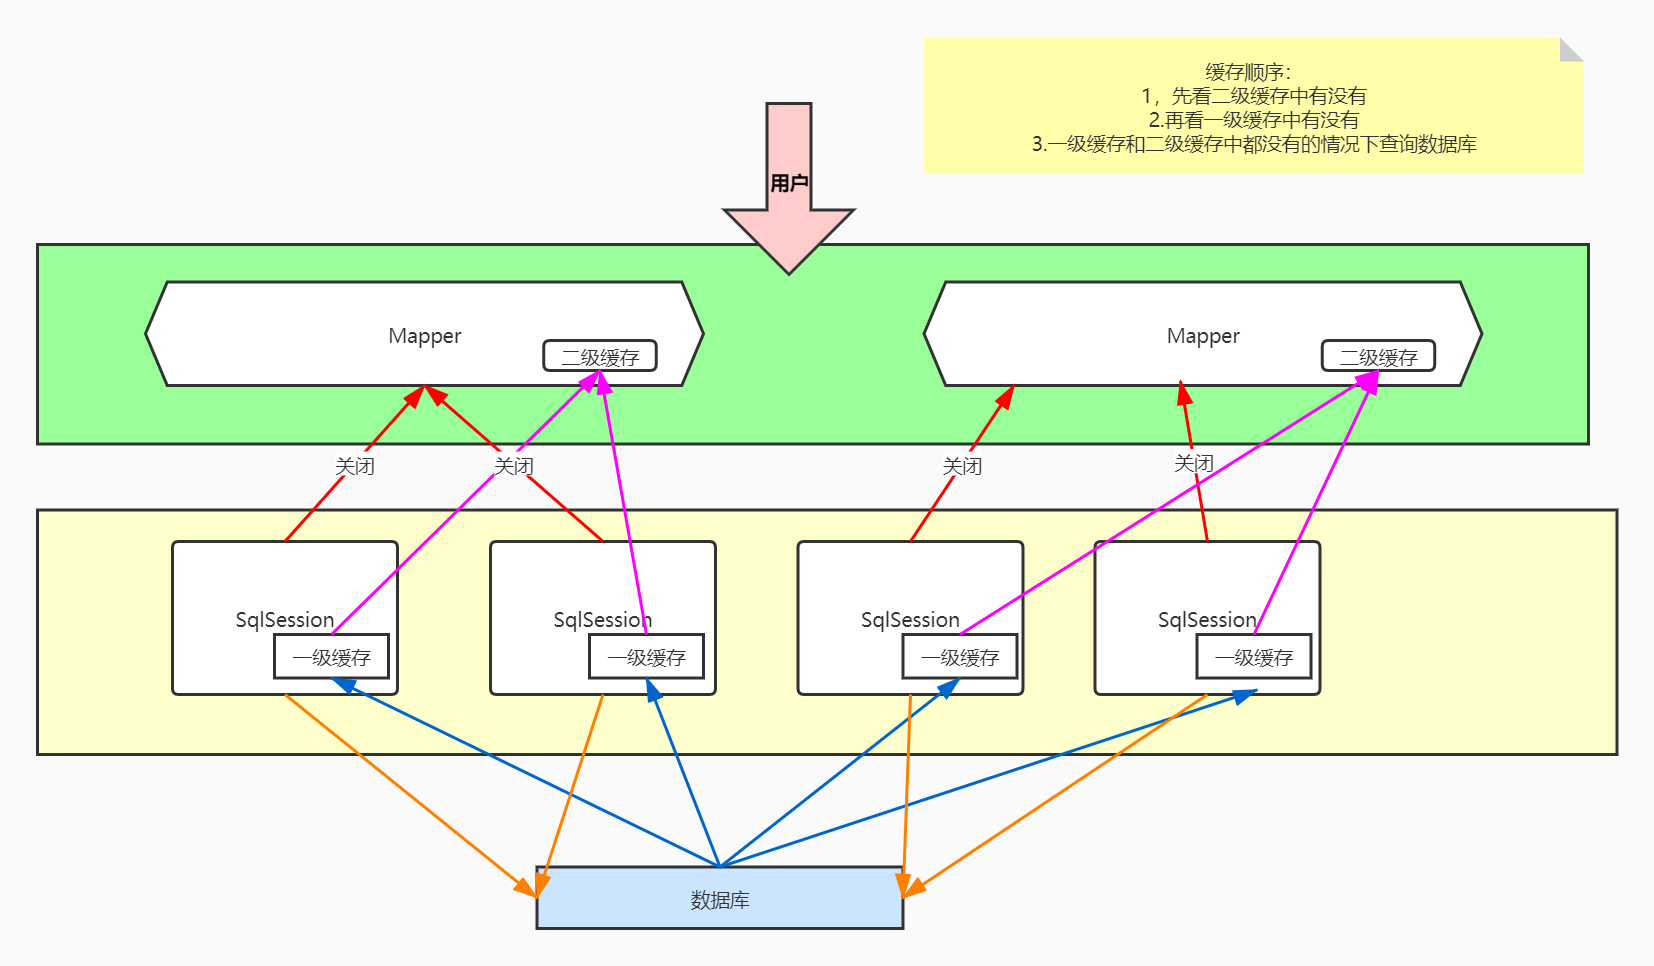 缓存顺序：
1，先看二级缓存中有没有
2.再看一级缓存中有没有
3.一级缓存和二级缓存中都没有的情况下查询数据库
用户
Mapper
二级缓存
Mapper
二级缓存
关闭
关闭
关闭
关闭
SqlSession
一级缓存
SqlSession
一级缓存
SqlSession
一级缓存
SqlSession
一级缓存
数据库